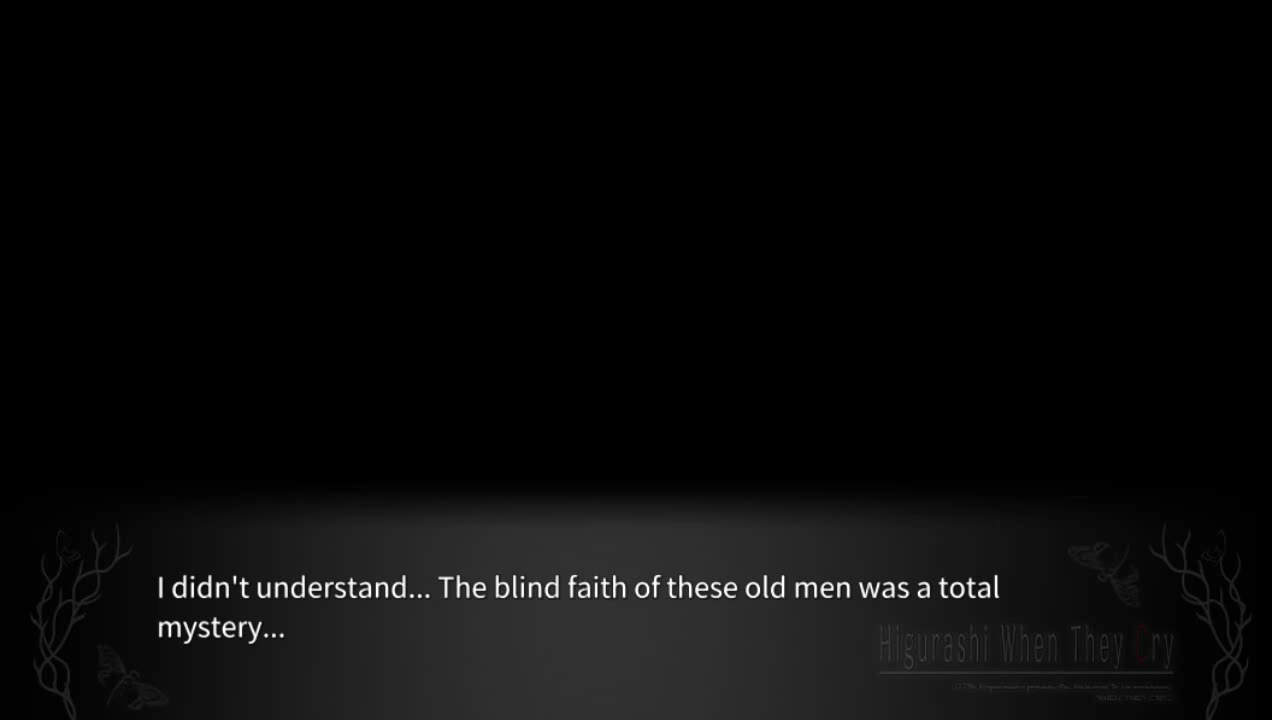 I didn't understand... The blind faith of these old men was a total
mystery...
Higurashi When They Cry